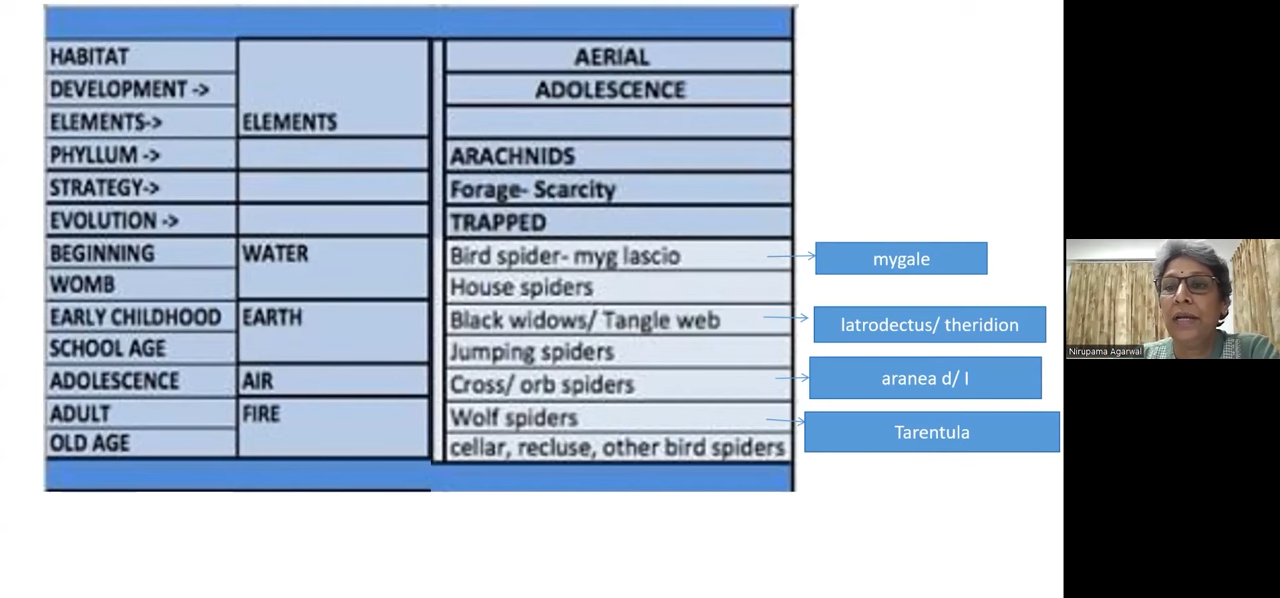 HABITAT AERIAL
DEVELOPMENT -> ADOLESCENCE
ELEMENTS-> ELEMENTS
PHYLLUM -> ARACHNIDS
STRATEGY-> Forage- Scarcity
EVOLUTION -> TRAPPED
BEGINNING WATER Bird spider- myg lascio mygale
WOMB House spiders
EARLY CHILDHOOD EARTH Black widows/ Tangle web latrodectus/ theridion
SCHOOL AGE Jumping spiders
ADOLESCENCE AIR Cross/ orb spiders aranea d/ l
ADULT FIRE Wolf spiders Tarentula
OLD AGE cellar, recluse, other bird spiders
Nirupama Agarwal